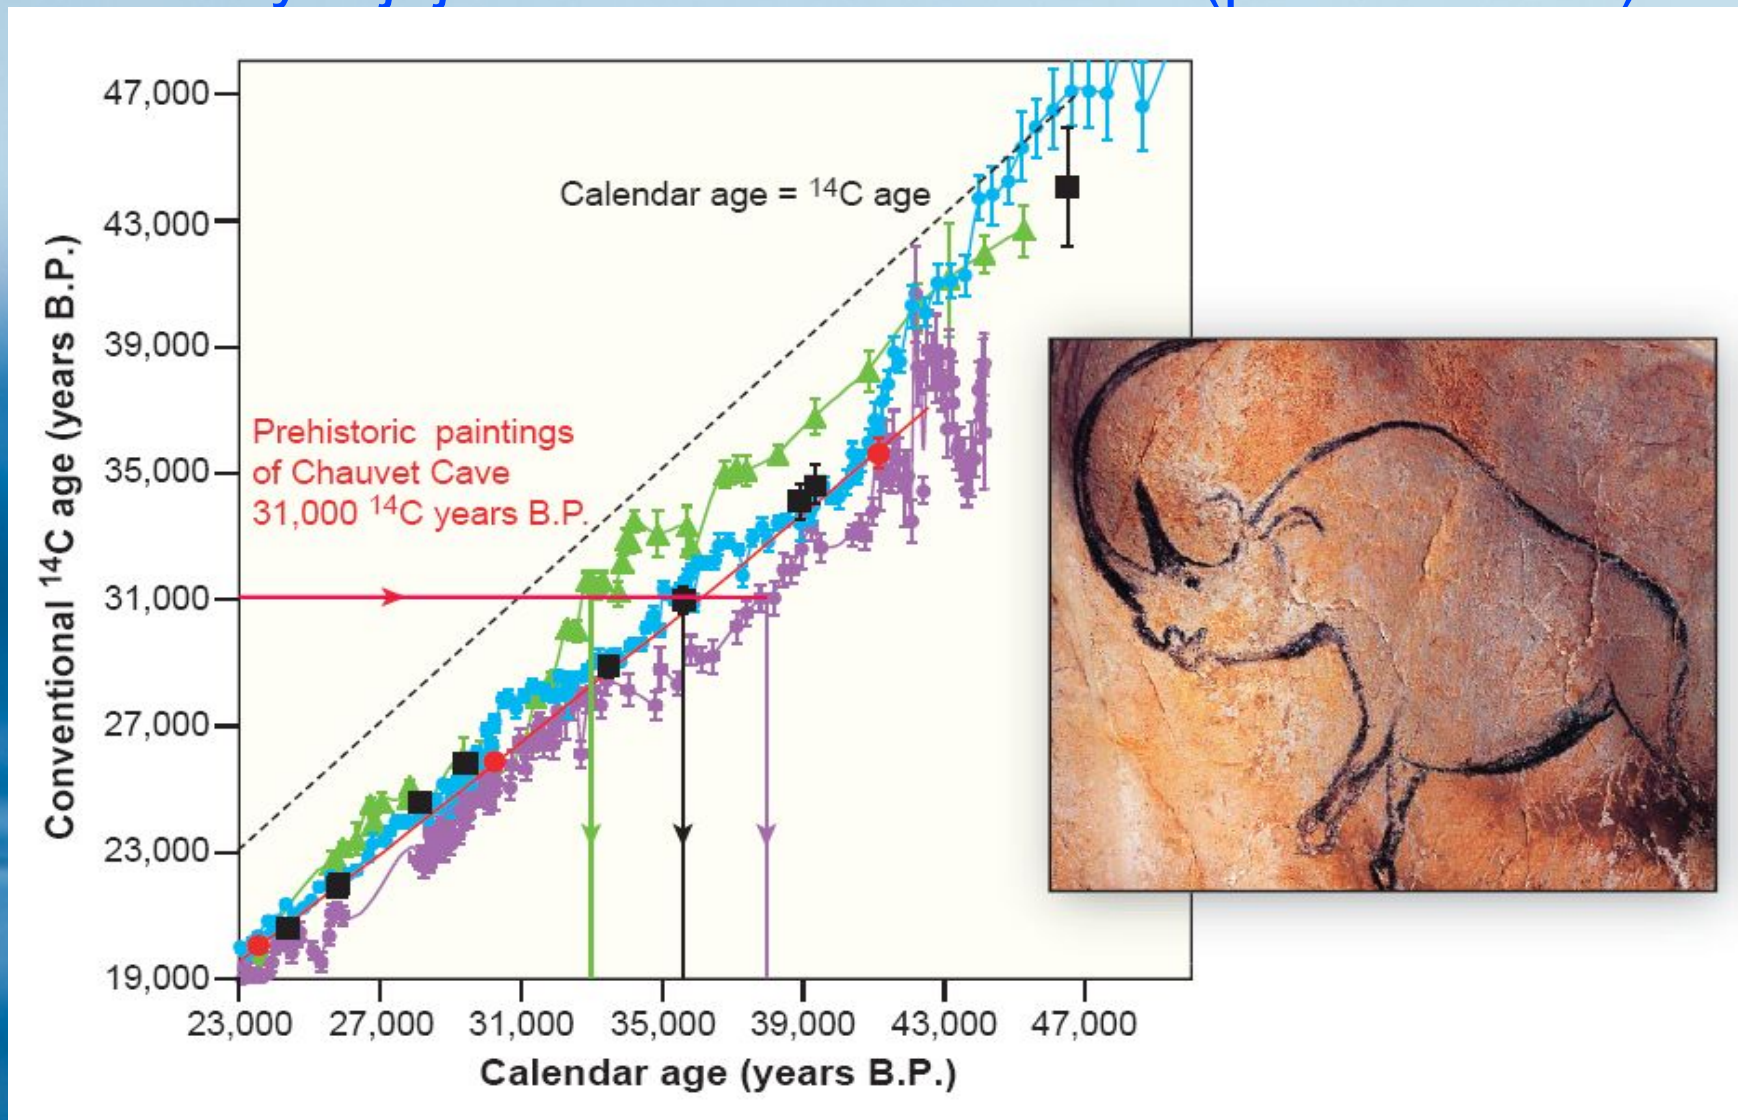 47,000
43,000
39,000
35,000
31,000
27,000
23,000
19,000
Conventional ¹⁴C age (years B.P.)
Calendar age = ¹⁴C age
Prehistoric paintings
of Chauvet Cave
31,000 ¹⁴C years B.P.
23,000 27,000 31,000 35,000 39,000 43,000 47,000
Calendar age (years B.P.)